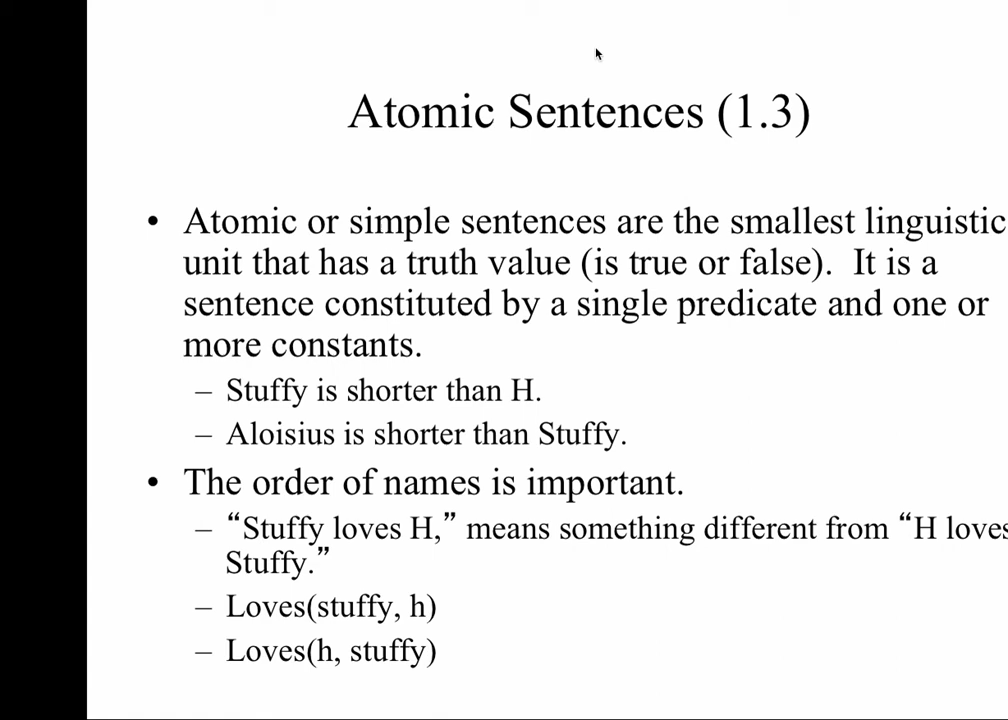 Atomic Sentences (1.3)
• Atomic or simple sentences are the smallest linguistic
unit that has a truth value (is true or false). It is a
sentence constituted by a single predicate and one or
more constants.
– Stuffy is shorter than H.
– Aloisius is shorter than Stuffy.
• The order of names is important.
– “Stuffy loves H,” means something different from “H loves
Stuffy.”
– Loves(stuffy, h)
– Loves(h, stuffy)